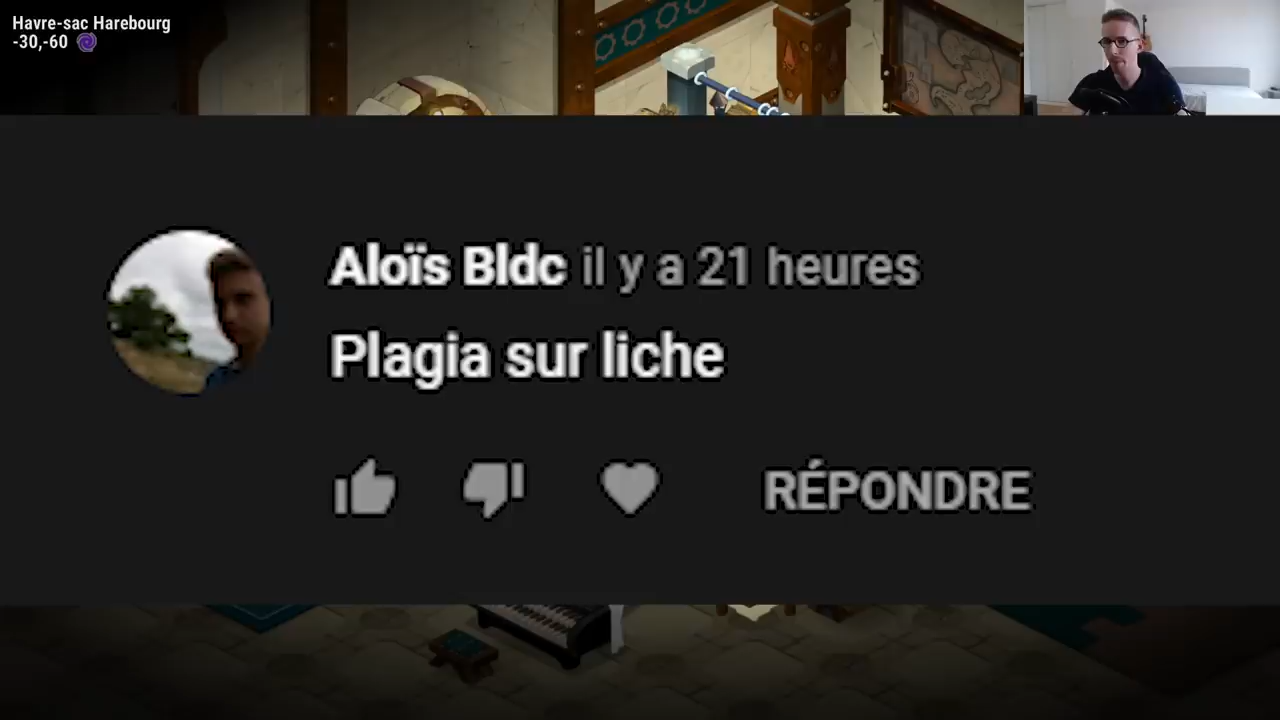 Havre-sac Harebourg
-30,-60
Aloïs Bldc il y a 21 heures
Plagia sur liche
RÉPONDRE